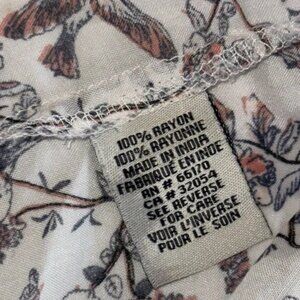 100% RAYON
100% RAYONNE
MADE IN INDIA
FABRIQUE EN INDE
RN # 66170
CA # 32054
SEE REVERSE
FOR CARE
VOIR L'INVERSE
POUR LE SOIN